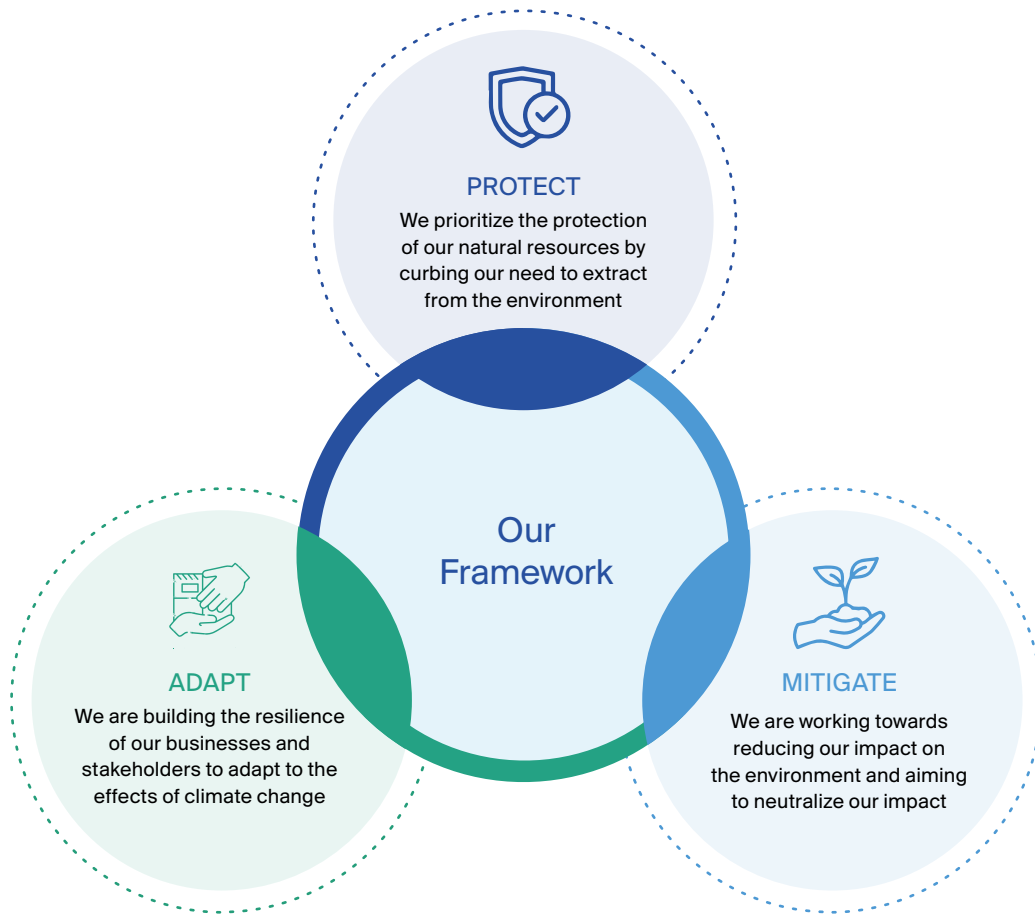 PROTECT
We prioritize the protection
of our natural resources by
curbing our need to extract
from the environment
Our
Framework
ADAPT
We are building the resilience
of our businesses and
stakeholders to adapt to the
effects of climate change
MITIGATE
We are working towards
reducing our impact on
the environment and aiming
to neutralize our impact